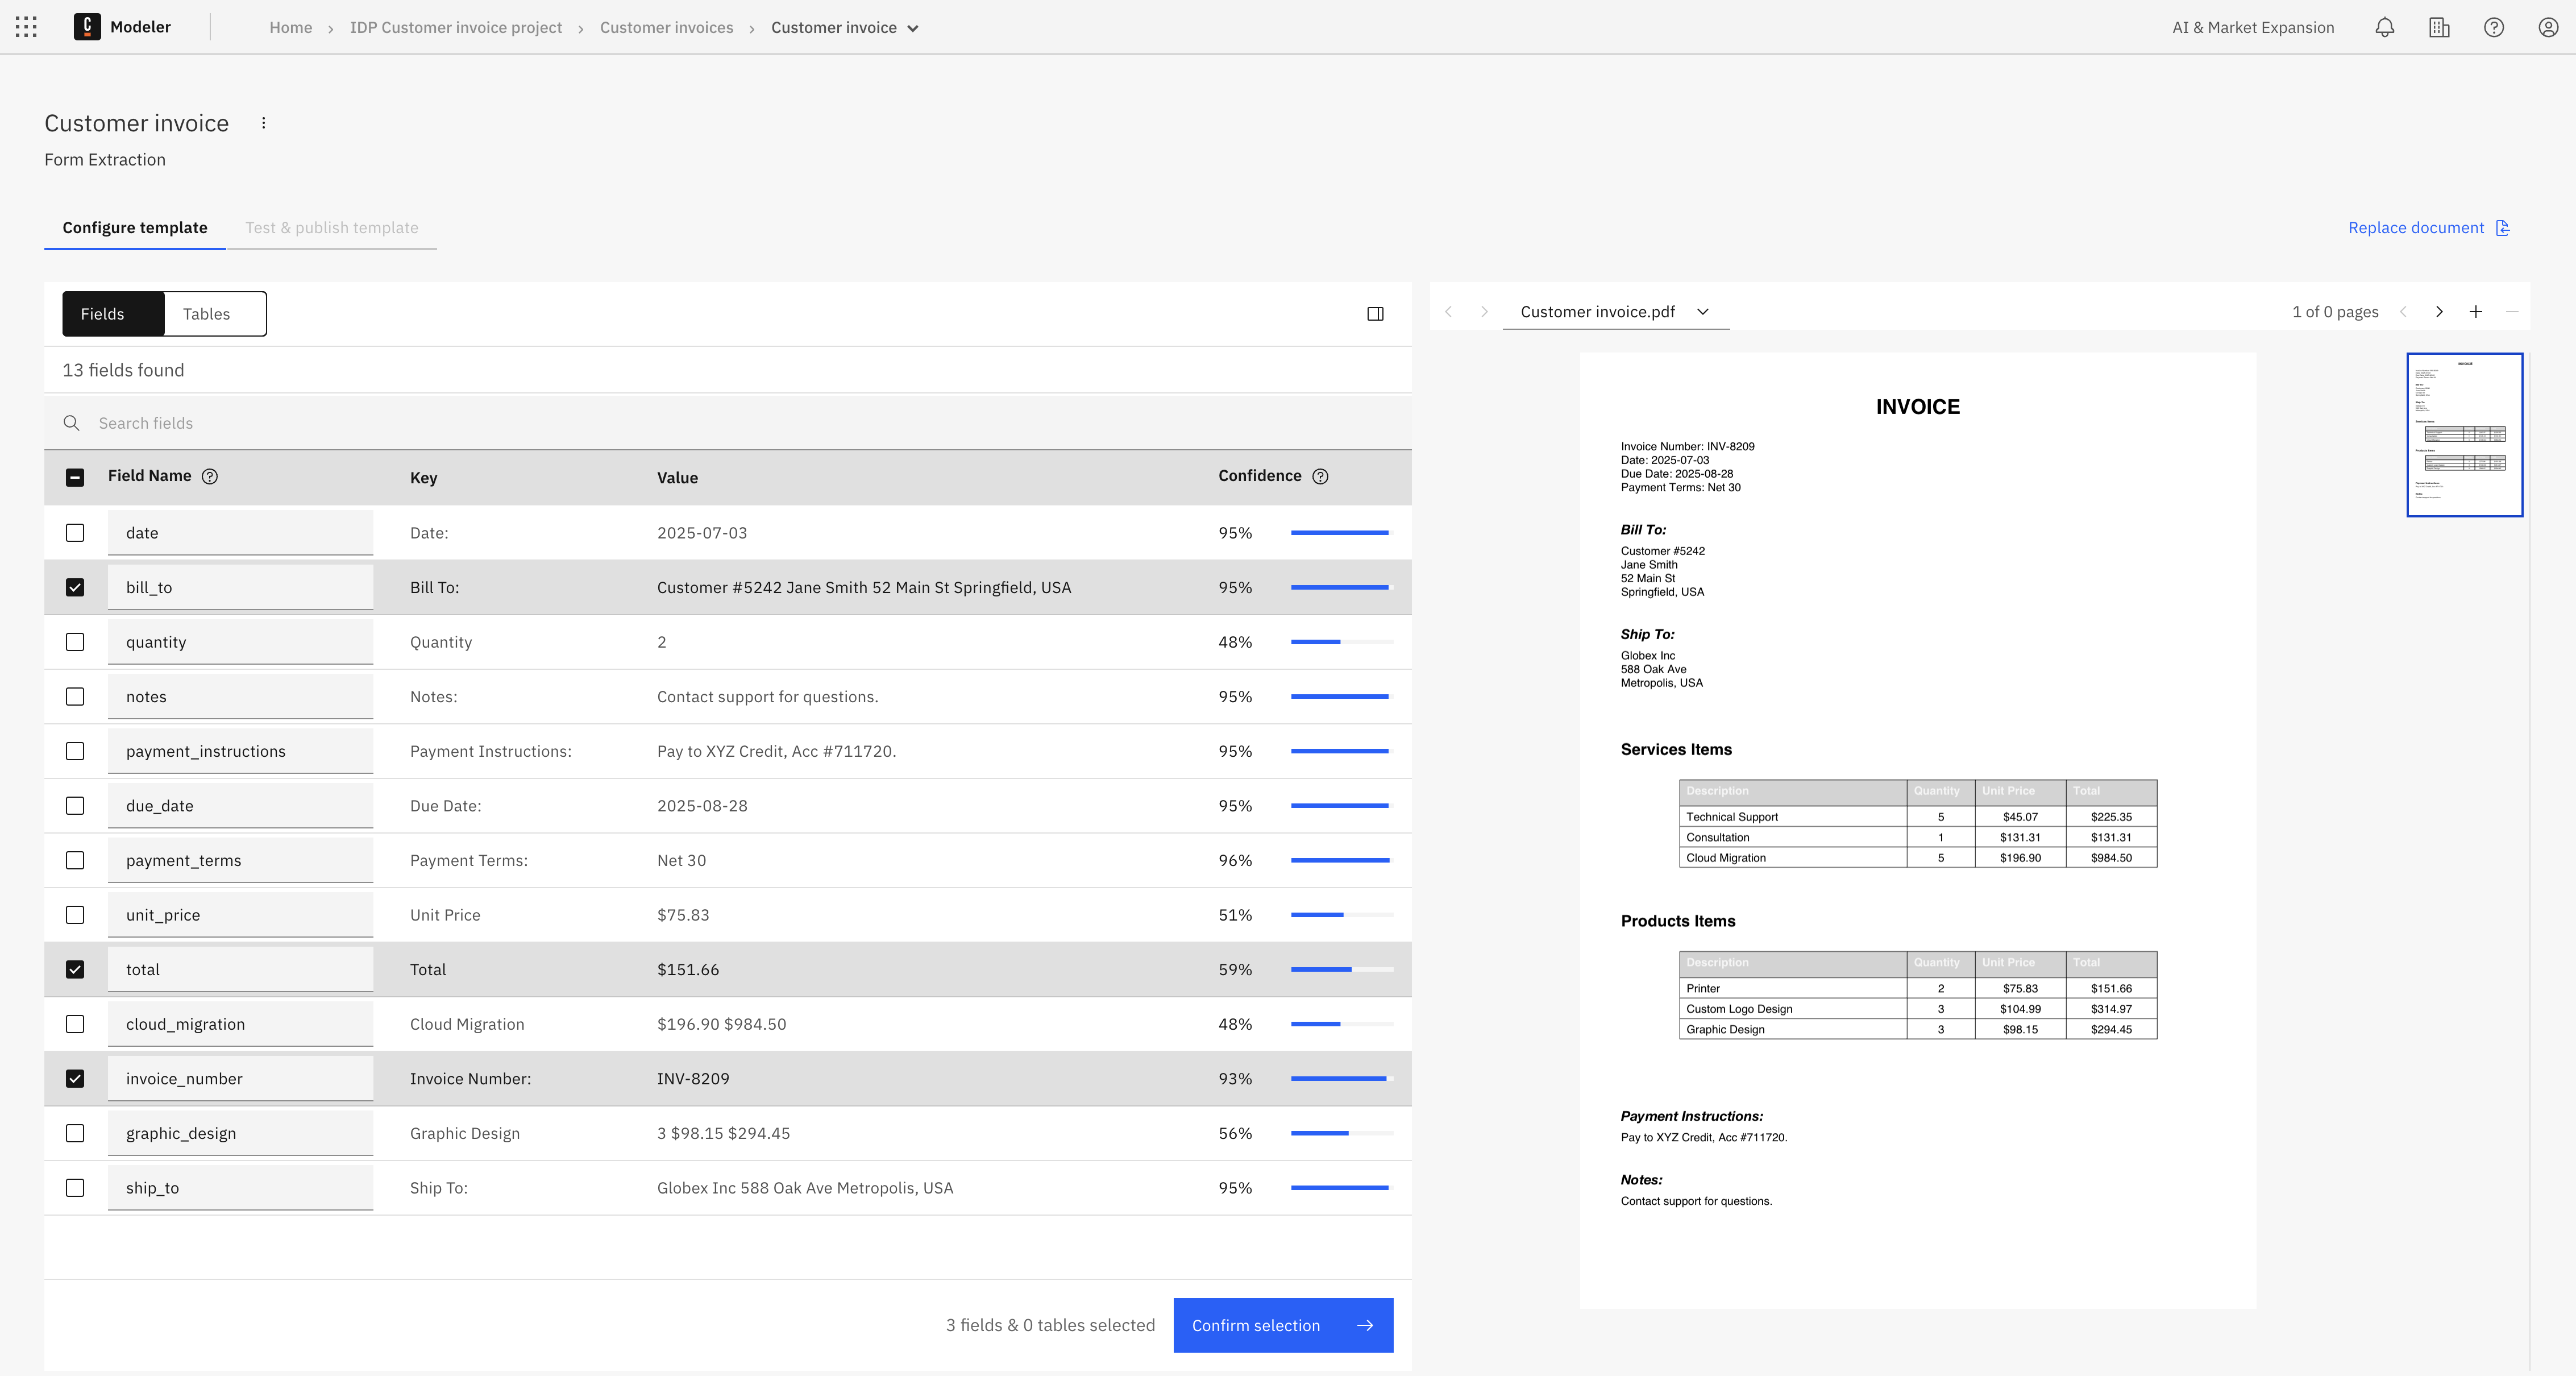 Modeler
Home > IDP Customer invoice project > Customer invoices > Customer invoice
AI & Market Expansion
Customer invoice
Form Extraction
Configure template
Test & publish template
Replace document
Fields
Tables
13 fields found
Search fields
Field Name Key Value Confidence
date Date: 2025-07-03 95%
bill_to Bill To: Customer #5242 Jane Smith 52 Main St Springfield, USA 95%
quantity Quantity 2 48%
notes Notes: Contact support for questions. 95%
payment_instructions Payment Instructions: Pay to XYZ Credit, Acc #711720. 95%
due_date Due Date: 2025-08-28 95%
payment_terms Payment Terms: Net 30 96%
unit_price Unit Price $75.83 51%
total Total $151.66 59%
cloud_migration Cloud Migration $196.90 $984.50 48%
invoice_number Invoice Number: INV-8209 93%
graphic_design Graphic Design 3 $98.15 $294.45 56%
ship_to Ship To: Globex Inc 588 Oak Ave Metropolis, USA 95%
3 fields & 0 tables selected
Confirm selection
Customer invoice.pdf
1 of 0 pages
INVOICE
Invoice Number: INV-8209
Date: 2025-07-03
Due Date: 2025-08-28
Payment Terms: Net 30
Bill To:
Customer #5242
Jane Smith
52 Main St
Springfield, USA
Ship To:
Globex Inc
588 Oak Ave
Metropolis, USA
Services Items
Description Quantity Unit Price Total
Technical Support 5 $45.07 $225.35
Consultation 1 $131.31 $131.31
Cloud Migration 5 $196.90 $984.50
Products Items
Description Quantity Unit Price Total
Printer 2 $75.83 $151.66
Custom Logo Design 3 $104.99 $314.97
Graphic Design 3 $98.15 $294.45
Payment Instructions:
Pay to XYZ Credit, Acc #711720.
Notes:
Contact support for questions.